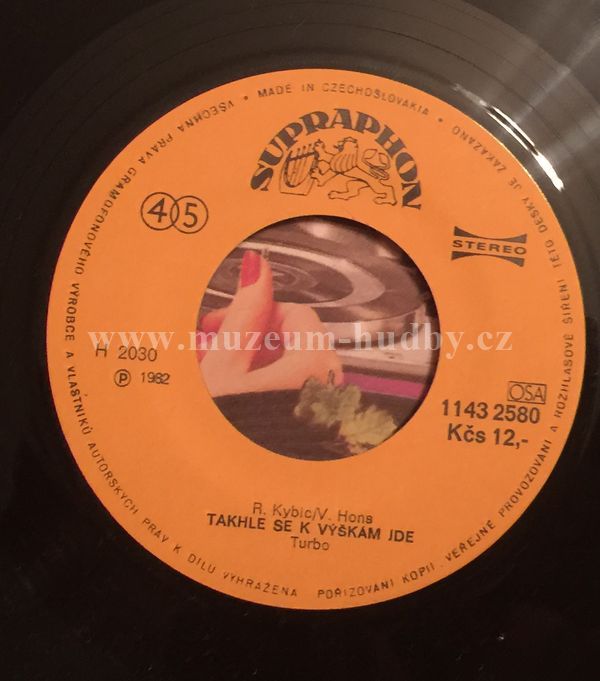 • MADE IN CZECHOSLOVAKIA •
SUPRAPHON
45
STEREO
www.muzeum-hudby.cz
H 2030
Ⓟ 1982
OSA
1143 2580
Kčs 12,-
R. Kybic/V. Hons
TAKHLE SE K VÝŠKÁM JDE
Turbo
VŠECHNA PRÁVA GRAMOFONOVÉHO VÝROBCE A VLASTNÍKŮ AUTORSKÝCH PRÁV K DÍLU VYHRAŽENA. POŘIZOVÁNÍ KOPIÍ, VEŘEJNÉ PROVOZOVÁNÍ A ROZHLASOVÉ ŠÍŘENÍ TÉTO DESKY JE ZAKÁZÁNO